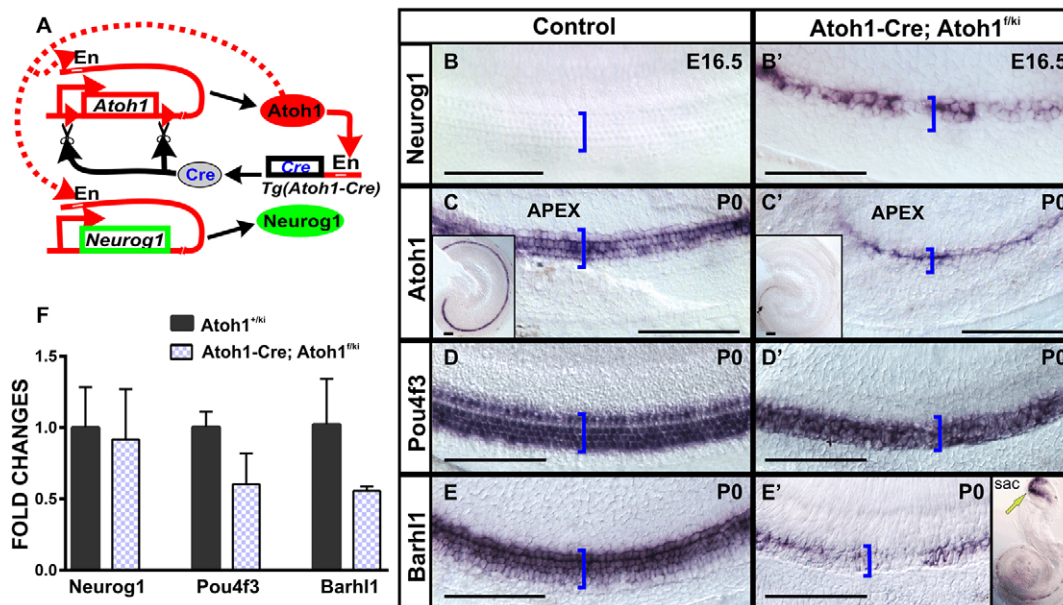 A
En
Atoh1
Atoh1
En
Cre
Cre
Tg(Atoh1-Cre)
En
Neurog1
Neurog1
Control
Atoh1-Cre; Atoh1f/ki
Neurog1
B
E16.5
B'
E16.5
Atoh1
C
APEX
P0
C'
APEX
P0
Pou4f3
D
P0
D'
P0
Barhl1
E
P0
E'
P0
sac
F
Atoh1+/ki
Atoh1-Cre; Atoh1f/ki
FOLD CHANGES
1.5
1.0
0.5
0.0
Neurog1
Pou4f3
Barhl1